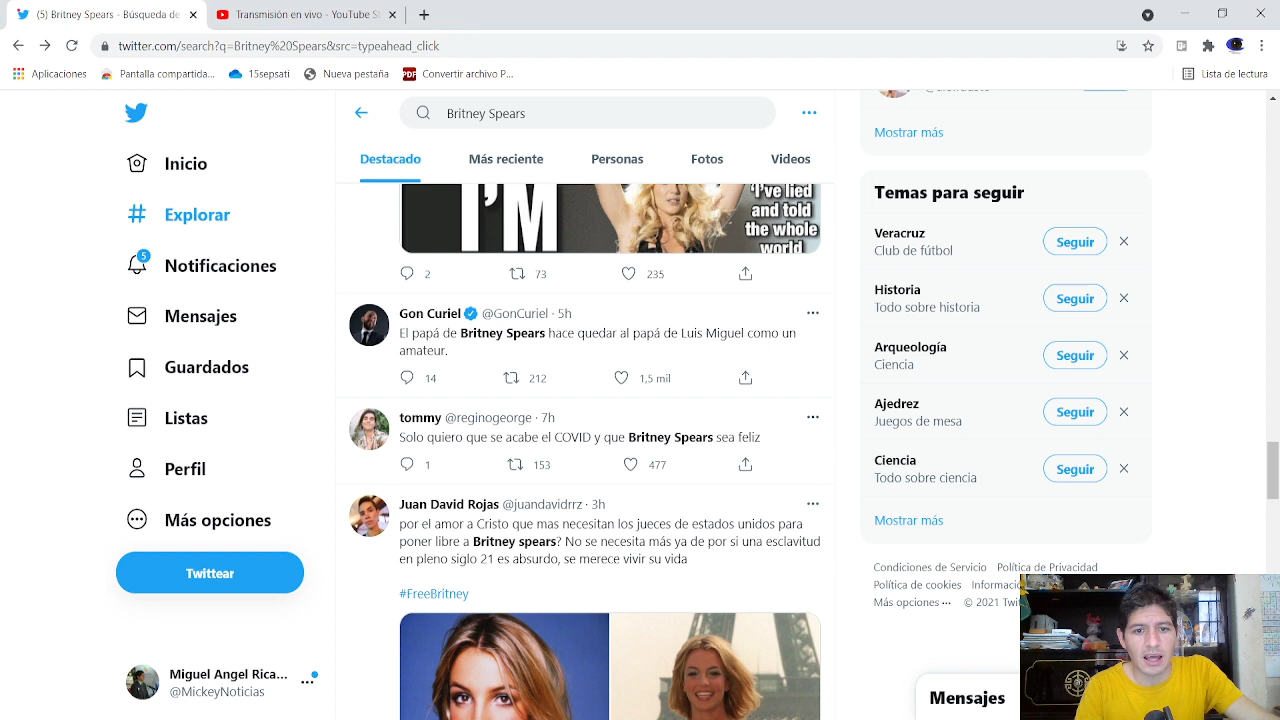 (5) Britney Spears - Búsqueda d
Transmisión en vivo - YouTube St
twitter.com/search?q=Britney%20Spears&src=typeahead_click
Aplicaciones
Pantalla compartida...
15sepsati
Nueva pestaña
PDF
Convertir archivo P...
Lista de lectura
Inicio
Explorar
5
Notificaciones
Mensajes
Guardados
Listas
Perfil
Más opciones
Twittear
Miguel Angel Rica...
@MickeyNoticias
Britney Spears
Destacado
Más reciente
Personas
Fotos
Videos
I'M
'I've lied
and told
the whole
world
2
73
235
Gon Curiel @GonCuriel · 5h
El papá de Britney Spears hace quedar al papá de Luis Miguel como un
amateur.
14
212
1,5 mil
tommy @reginogeorge · 7h
Solo quiero que se acabe el COVID y que Britney Spears sea feliz
1
153
477
Juan David Rojas @juandavidrrz · 3h
por el amor a Cristo que mas necesitan los jueces de estados unidos para
poner libre a Britney spears? No se necesita más ya de por si una esclavitud
en pleno siglo 21 es absurdo, se merece vivir su vida
#FreeBritney
Mostrar más
Temas para seguir
Veracruz
Club de fútbol
Seguir
Historia
Todo sobre historia
Seguir
Arqueología
Ciencia
Seguir
Ajedrez
Juegos de mesa
Seguir
Ciencia
Todo sobre ciencia
Seguir
Mostrar más
Condiciones de Servicio Política de Privacidad
Política de cookies
Más opciones ··· © 2021
Mensajes